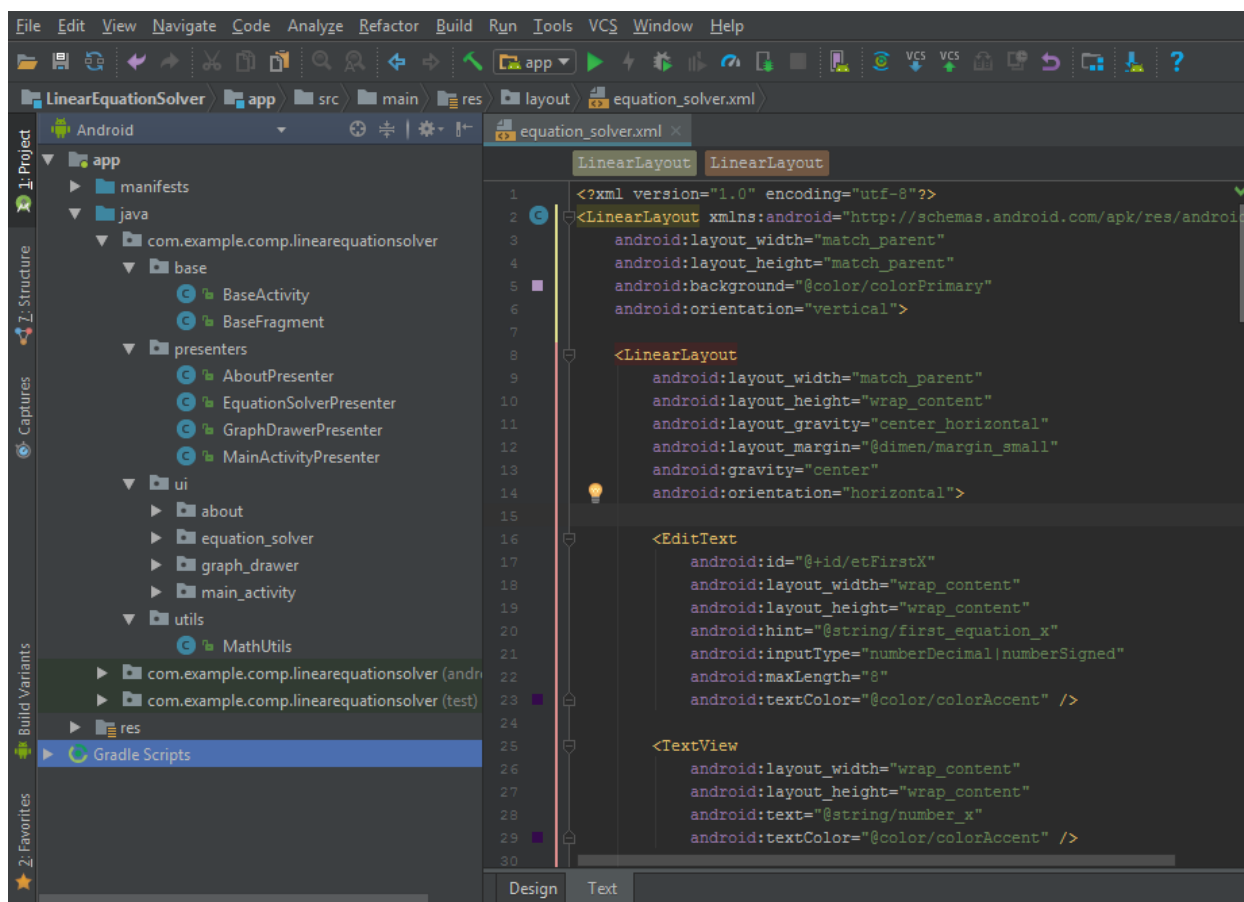 File Edit View Navigate Code Analyze Refactor Build Run Tools VCS Window Help
app VCS VCS ?
LinearEquationSolver app src main res layout equation_solver.xml
1: Project
Z: Structure
Captures
Build Variants
2: Favorites
Android
app
manifests
java
com.example.comp.linearequationsolver
base
BaseActivity
BaseFragment
presenters
AboutPresenter
EquationSolverPresenter
GraphDrawerPresenter
MainActivityPresenter
ui
about
equation_solver
graph_drawer
main_activity
utils
MathUtils
com.example.comp.linearequationsolver (andr
com.example.comp.linearequationsolver (test)
res
Gradle Scripts
equation_solver.xml
LinearLayout LinearLayout
1 <?xml version="1.0" encoding="utf-8"?>
2 <LinearLayout xmlns:android="http://schemas.android.com/apk/res/androi
3 android:layout_width="match_parent"
4 android:layout_height="match_parent"
5 android:background="@color/colorPrimary"
6 android:orientation="vertical">
7
8 <LinearLayout
9 android:layout_width="match_parent"
10 android:layout_height="wrap_content"
11 android:layout_gravity="center_horizontal"
12 android:layout_margin="@dimen/margin_small"
13 android:gravity="center"
14 android:orientation="horizontal">
15
16 <EditText
17 android:id="@+id/etFirstX"
18 android:layout_width="wrap_content"
19 android:layout_height="wrap_content"
20 android:hint="@string/first_equation_x"
21 android:inputType="numberDecimal|numberSigned"
22 android:maxLength="8"
23 android:textColor="@color/colorAccent" />
24
25 <TextView
26 android:layout_width="wrap_content"
27 android:layout_height="wrap_content"
28 android:text="@string/number_x"
29 android:textColor="@color/colorAccent" />
30
Design Text